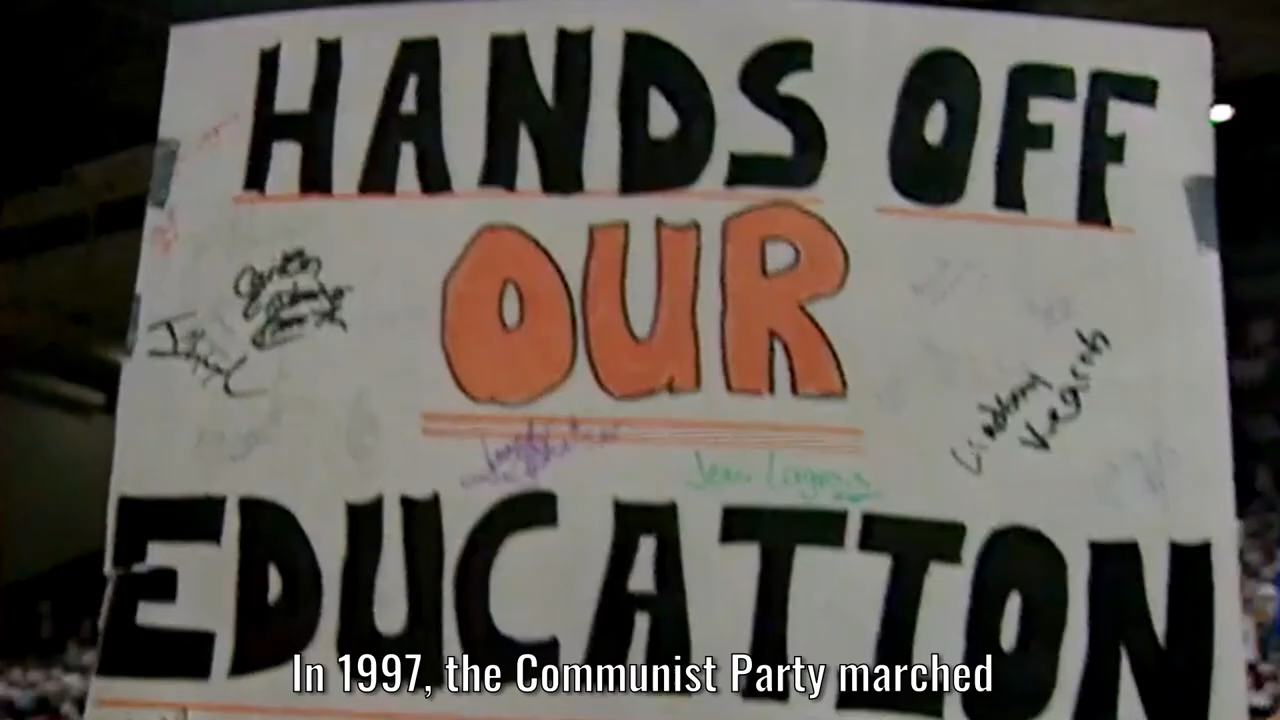 HANDS OFF
OUR
EDUCATION
In 1997, the Communist Party marched